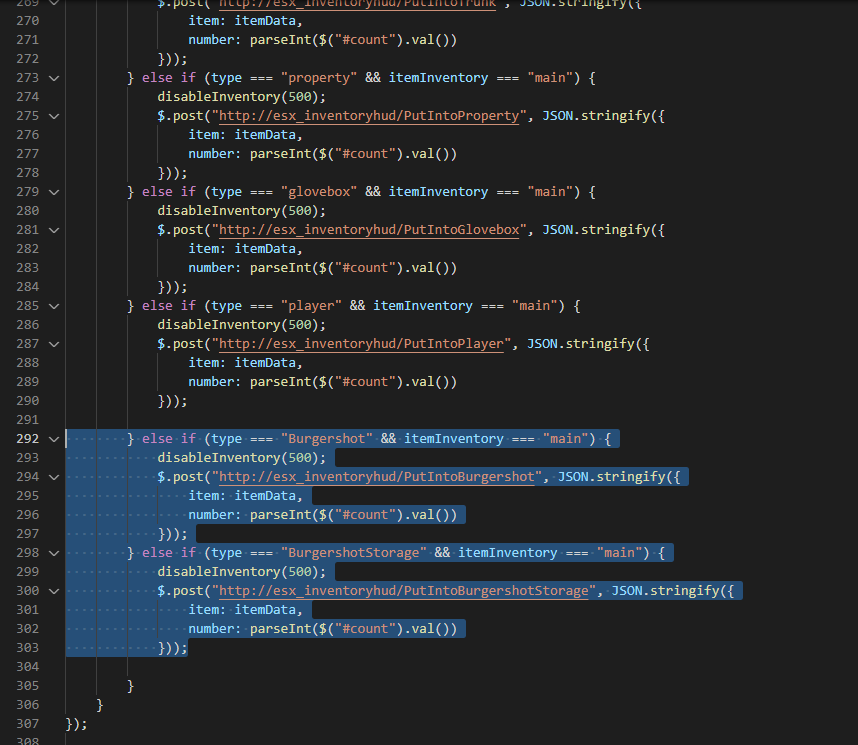 269 $.post("http://esx_inventoryhud/PutIntoTrunk", JSON.stringify({
270 item: itemData,
271 number: parseInt($("#count").val())
272 }));
273 } else if (type === "property" && itemInventory === "main") {
274 disableInventory(500);
275 $.post("http://esx_inventoryhud/PutIntoProperty", JSON.stringify({
276 item: itemData,
277 number: parseInt($("#count").val())
278 }));
279 } else if (type === "glovebox" && itemInventory === "main") {
280 disableInventory(500);
281 $.post("http://esx_inventoryhud/PutIntoGlovebox", JSON.stringify({
282 item: itemData,
283 number: parseInt($("#count").val())
284 }));
285 } else if (type === "player" && itemInventory === "main") {
286 disableInventory(500);
287 $.post("http://esx_inventoryhud/PutIntoPlayer", JSON.stringify({
288 item: itemData,
289 number: parseInt($("#count").val())
290 }));
291
292 } else if (type === "Burgershot" && itemInventory === "main") {
293 disableInventory(500);
294 $.post("http://esx_inventoryhud/PutIntoBurgershot", JSON.stringify({
295 item: itemData,
296 number: parseInt($("#count").val())
297 }));
298 } else if (type === "BurgershotStorage" && itemInventory === "main") {
299 disableInventory(500);
300 $.post("http://esx_inventoryhud/PutIntoBurgershotStorage", JSON.stringify({
301 item: itemData,
302 number: parseInt($("#count").val())
303 }));
304
305 }
306 }
307 });
308